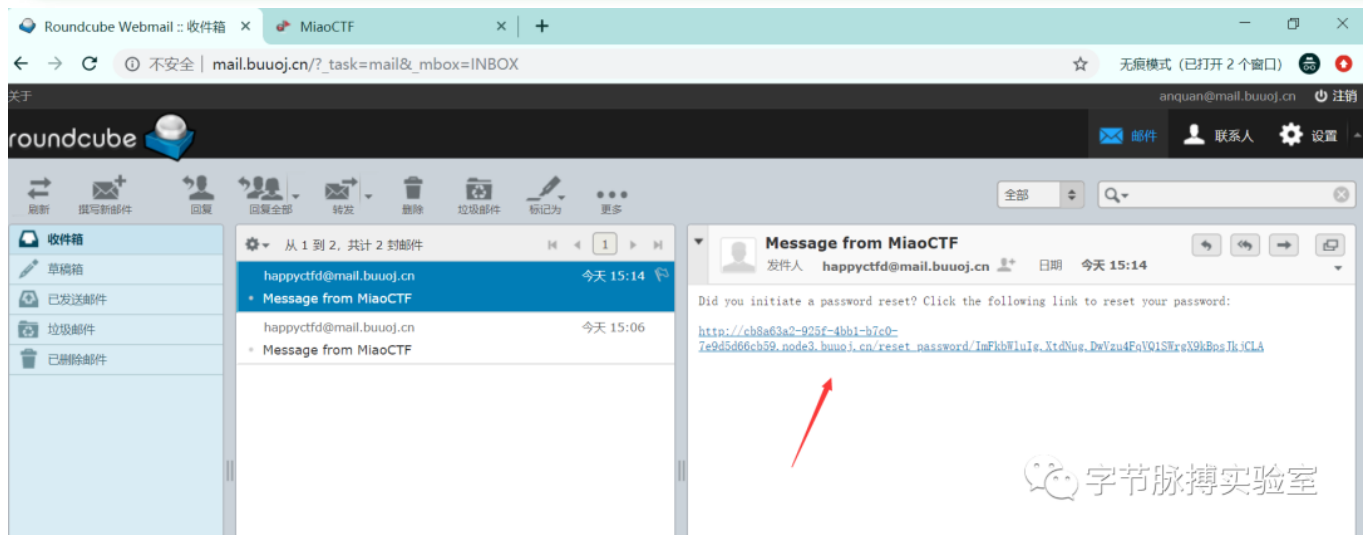 Roundcube Webmail :: 收件箱
MiaoCTF
不安全 | mail.buuoj.cn/?_task=mail&_mbox=INBOX
无痕模式（已打开 2 个窗口）
关于
anquan@mail.buuoj.cn 注销
roundcube
邮件 联系人 设置
刷新 撰写新邮件 回复 回复全部 转发 删除 垃圾邮件 标记为 更多
全部
收件箱
草稿箱
已发送邮件
垃圾邮件
已删除邮件
从 1 到 2，共计 2 封邮件
1
happyctfd@mail.buuoj.cn 今天 15:14
Message from MiaoCTF
happyctfd@mail.buuoj.cn 今天 15:06
Message from MiaoCTF
Message from MiaoCTF
发件人 happyctfd@mail.buuoj.cn 日期 今天 15:14
Did you initiate a password reset? Click the following link to reset your password:
http://cb8a63a2-925f-4bb1-b7c0-
7e9d5d66cb59.node3.buuoj.cn/reset_password/ImFkbWluIg.XtdNug.DwVzu4FqVQ1SWrgX9kBpsJkjCLA
字节脉搏实验室